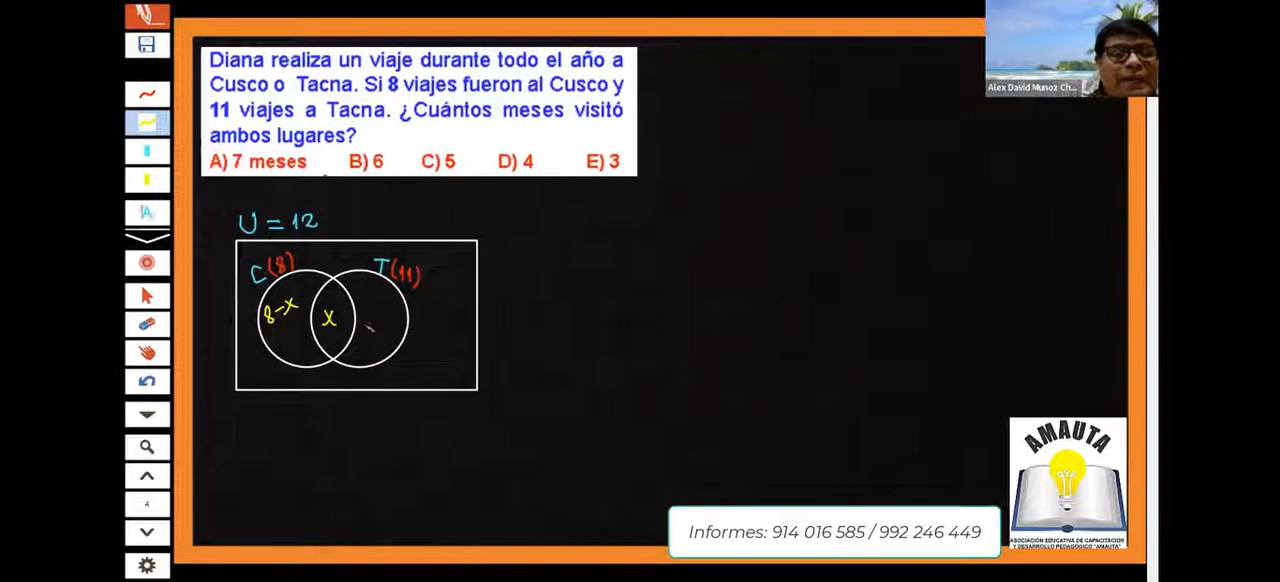 Diana realiza un viaje durante todo el año a
Cusco o Tacna. Si 8 viajes fueron al Cusco y
11 viajes a Tacna. ¿Cuántos meses visitó
ambos lugares?
A) 7 meses B) 6 C) 5 D) 4 E) 3
Alex David Munoz Ch...
U = 12
C(8) T(11)
8-x x
A
4
AMAUTA
ASOCIACIÓN EDUCATIVA DE CAPACITACIÓN
Y DESARROLLO PEDAGÓGICO "AMAUTA"
Informes: 914 016 585 / 992 246 449